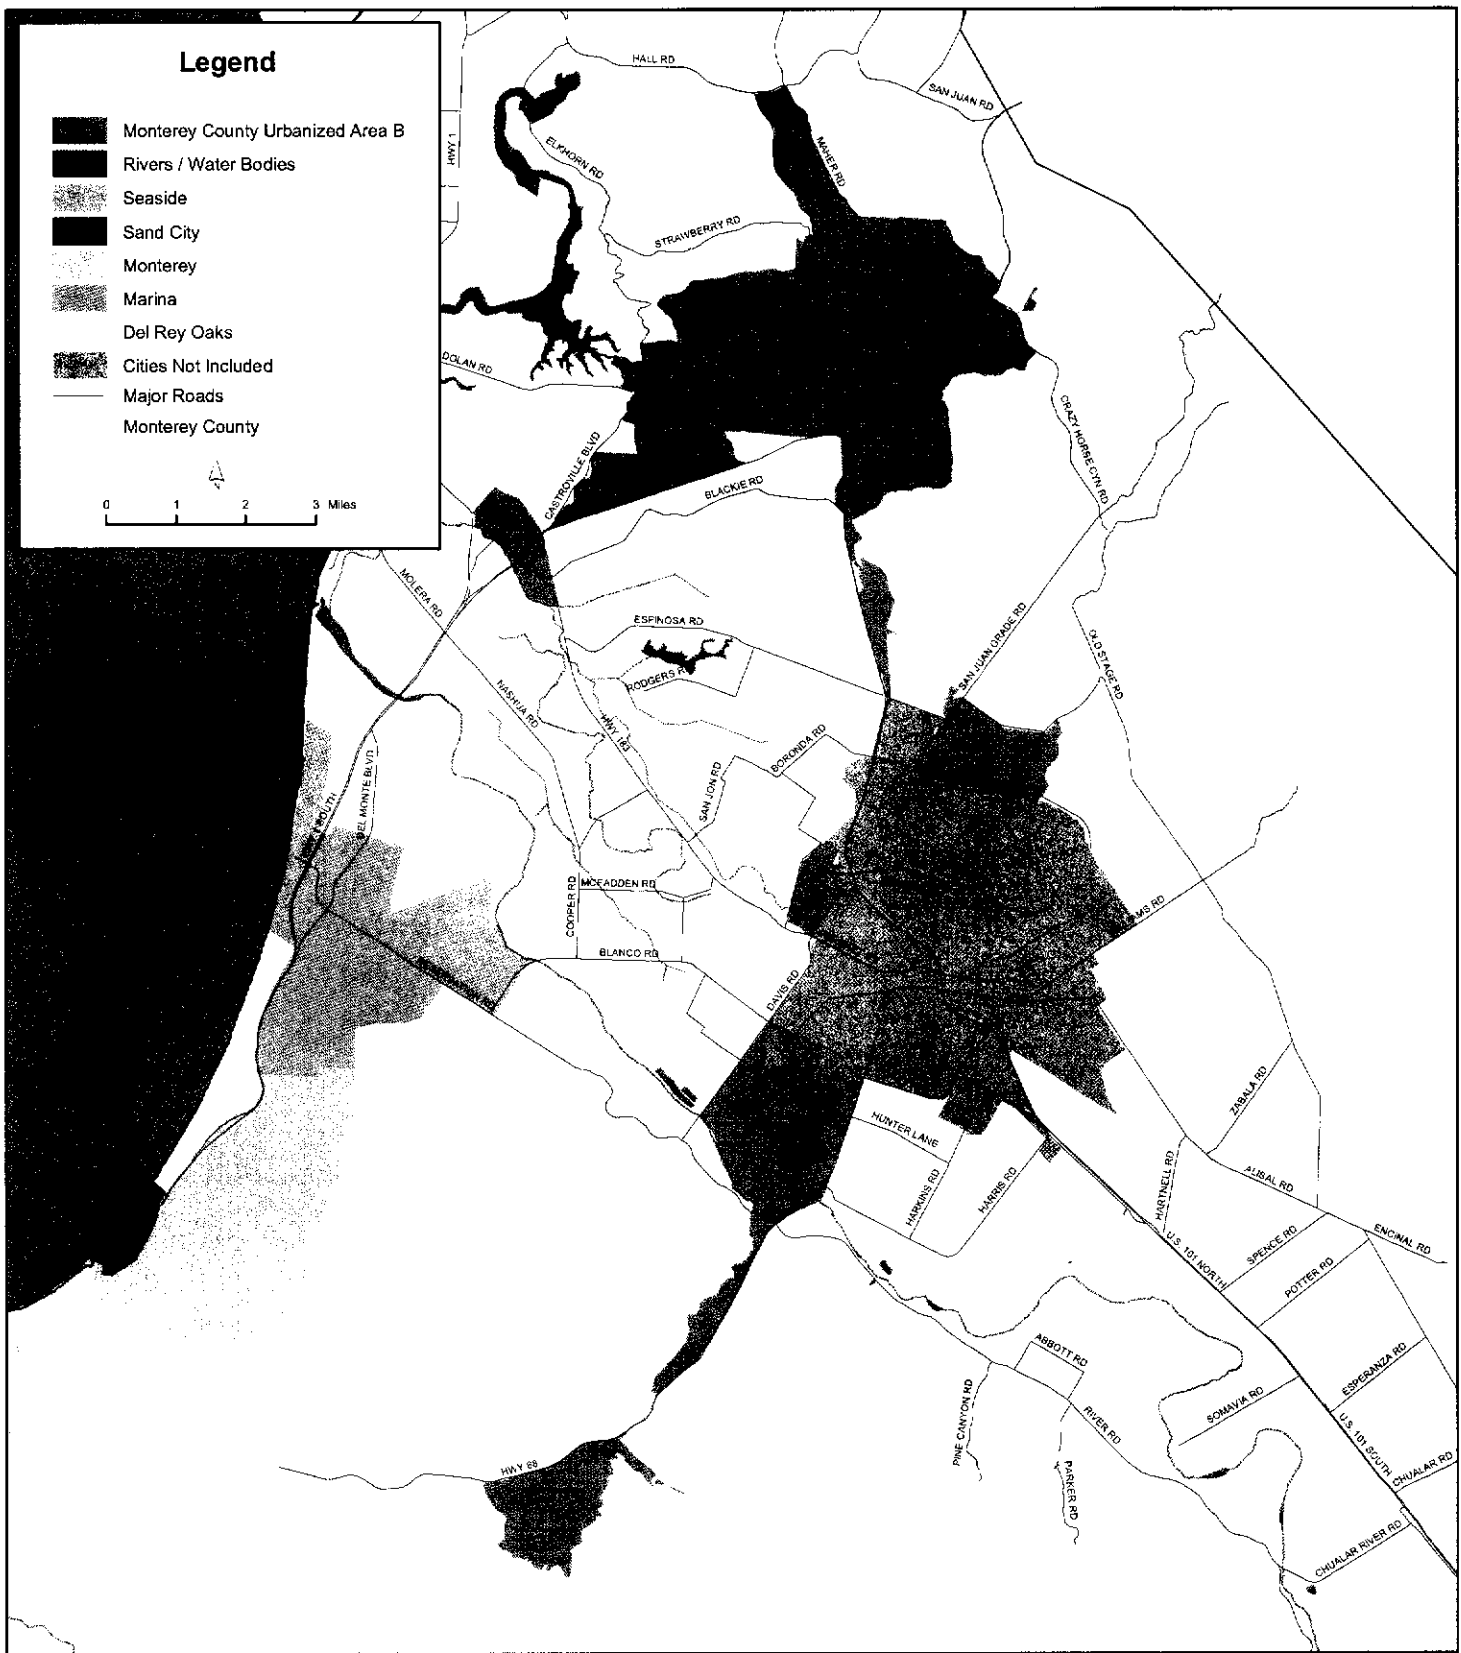 Legend
Monterey County Urbanized Area B
Rivers / Water Bodies
Seaside
Sand City
Monterey
Marina
Del Rey Oaks
Cities Not Included
Major Roads
Monterey County
0 1 2 3 Miles
HWY 1
HALL RD
SAN JUAN RD
ELKHORN RD
MAHER RD
STRAWBERRY RD
DOLAN RD
CRAZY HORSE CYN RD
CASTROVILLE BLVD
BLACKIE RD
MOLERA RD
ESPINOSA RD
SAN JUAN GRADE RD
OLD STAGE RD
RODGERS R
NASHUA RD
HWY 183
BORONDA RD
SAN JON RD
DEL MONTE BLVD
SOUTH
MCFADDEN RD
COOPER RD
AMS RD
BLANCO RD
DAVIS RD
ZABALA RD
HUNTER LANE
HARKINS RD
HARRIS RD
HARTNELL RD
ALISAL RD
ENCINAL RD
SPENCE RD
U.S. 101 NORTH
POTTER RD
ABBOTT RD
ESPERANZA RD
PINE CANYON RD
RIVER RD
SOMAVIA RD
U.S. 101 SOUTH
HWY 68
PARKER RD
CHUALAR RD
CHUALAR RIVER RD